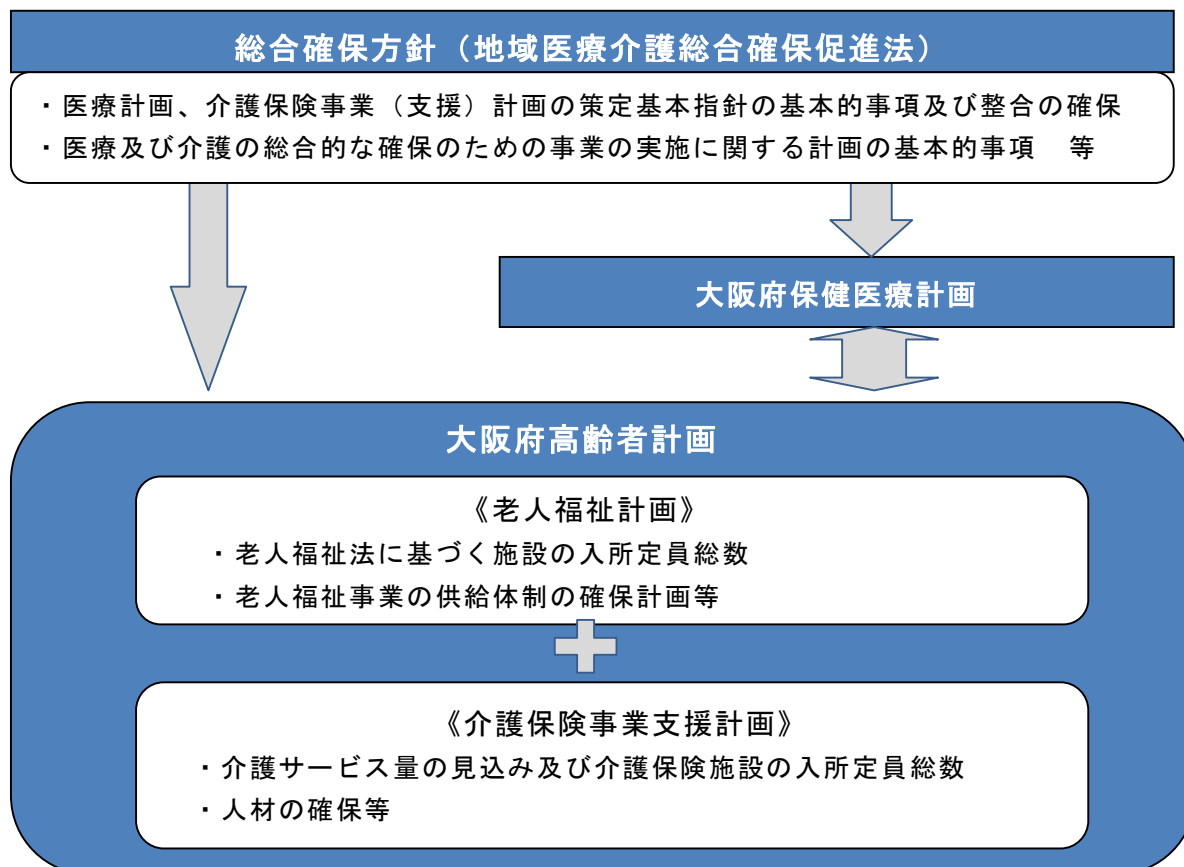 総合確保方針（地域医療介護総合確保促進法）
・医療計画、介護保険事業（支援）計画の策定基本指針の基本的事項及び整合の確保
・医療及び介護の総合的な確保のための事業の実施に関する計画の基本的事項　等
大阪府保健医療計画
大阪府高齢者計画
《老人福祉計画》
・老人福祉法に基づく施設の入所定員総数
・老人福祉事業の供給体制の確保計画等
《介護保険事業支援計画》
・介護サービス量の見込み及び介護保険施設の入所定員総数
・人材の確保等